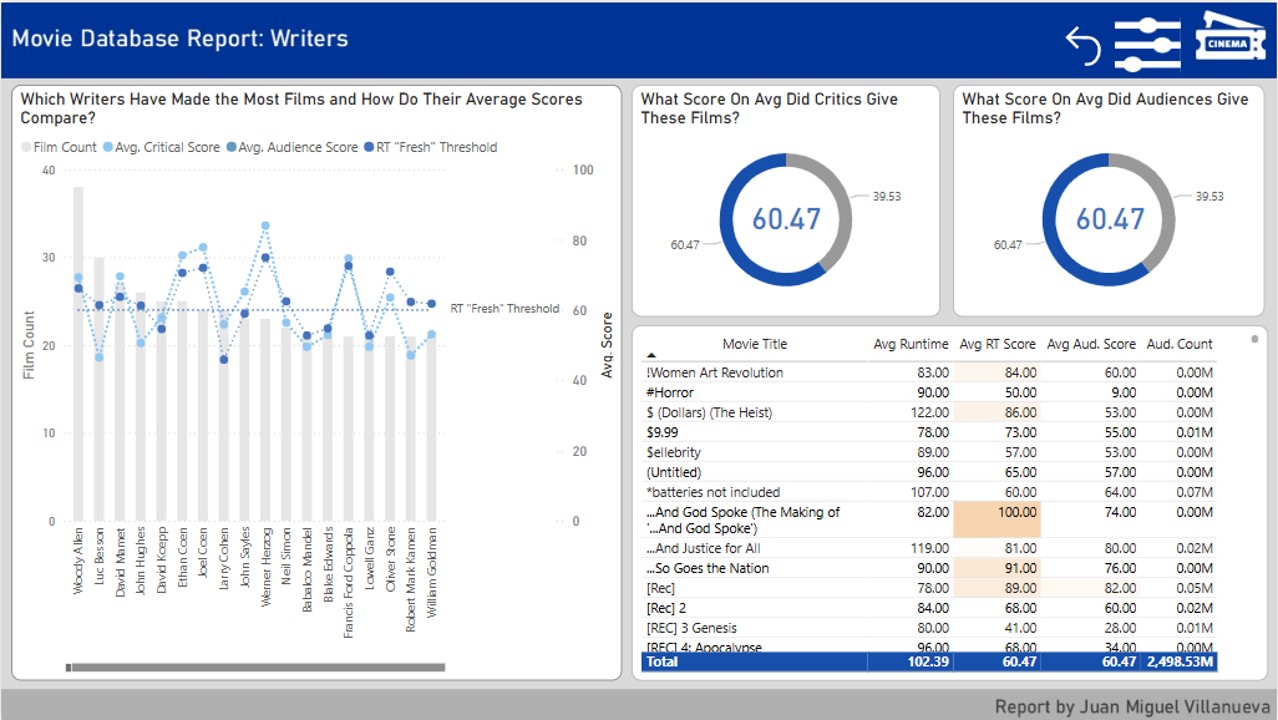 Movie Database Report: Writers
CINEMA
Which Writers Have Made the Most Films and How Do Their Average Scores
Compare?
Film Count Avg. Critical Score Avg. Audience Score RT "Fresh" Threshold
40
30
20
10
0
Film Count
100
80
60
40
20
0
Avg. Score
RT "Fresh" Threshold
Woody Allen
Luc Besson
David Mamet
John Hughes
David Koepp
Ethan Coen
Joel Coen
Larry Cohen
John Sayles
Werner Herzog
Neil Simon
Babaloo Mandel
Blake Edwards
Francis Ford Coppola
Lowell Ganz
Oliver Stone
Robert Mark Kamen
William Goldman
What Score On Avg Did Critics Give
These Films?
39.53
60.47
60.47
What Score On Avg Did Audiences Give
These Films?
39.53
60.47
60.47
Movie Title Avg Runtime Avg RT Score Avg Aud. Score Aud. Count
!Women Art Revolution 83.00 84.00 60.00 0.00M
#Horror 90.00 50.00 9.00 0.00M
$ (Dollars) (The Heist) 122.00 86.00 53.00 0.00M
$9.99 78.00 73.00 55.00 0.01M
$ellebrity 89.00 57.00 53.00 0.00M
(Untitled) 96.00 65.00 57.00 0.00M
*batteries not included 107.00 60.00 64.00 0.07M
...And God Spoke (The Making of 82.00 100.00 74.00 0.00M
'...And God Spoke')
...And Justice for All 119.00 81.00 80.00 0.02M
...So Goes the Nation 90.00 91.00 76.00 0.00M
[Rec] 78.00 89.00 82.00 0.05M
[Rec] 2 84.00 68.00 60.00 0.02M
[REC] 3 Genesis 80.00 41.00 28.00 0.01M
[REC] 4: Apocalypse 96.00 68.00 34.00 0.00M
Total 102.39 60.47 60.47 2,498.53M
Report by Juan Miguel Villanueva